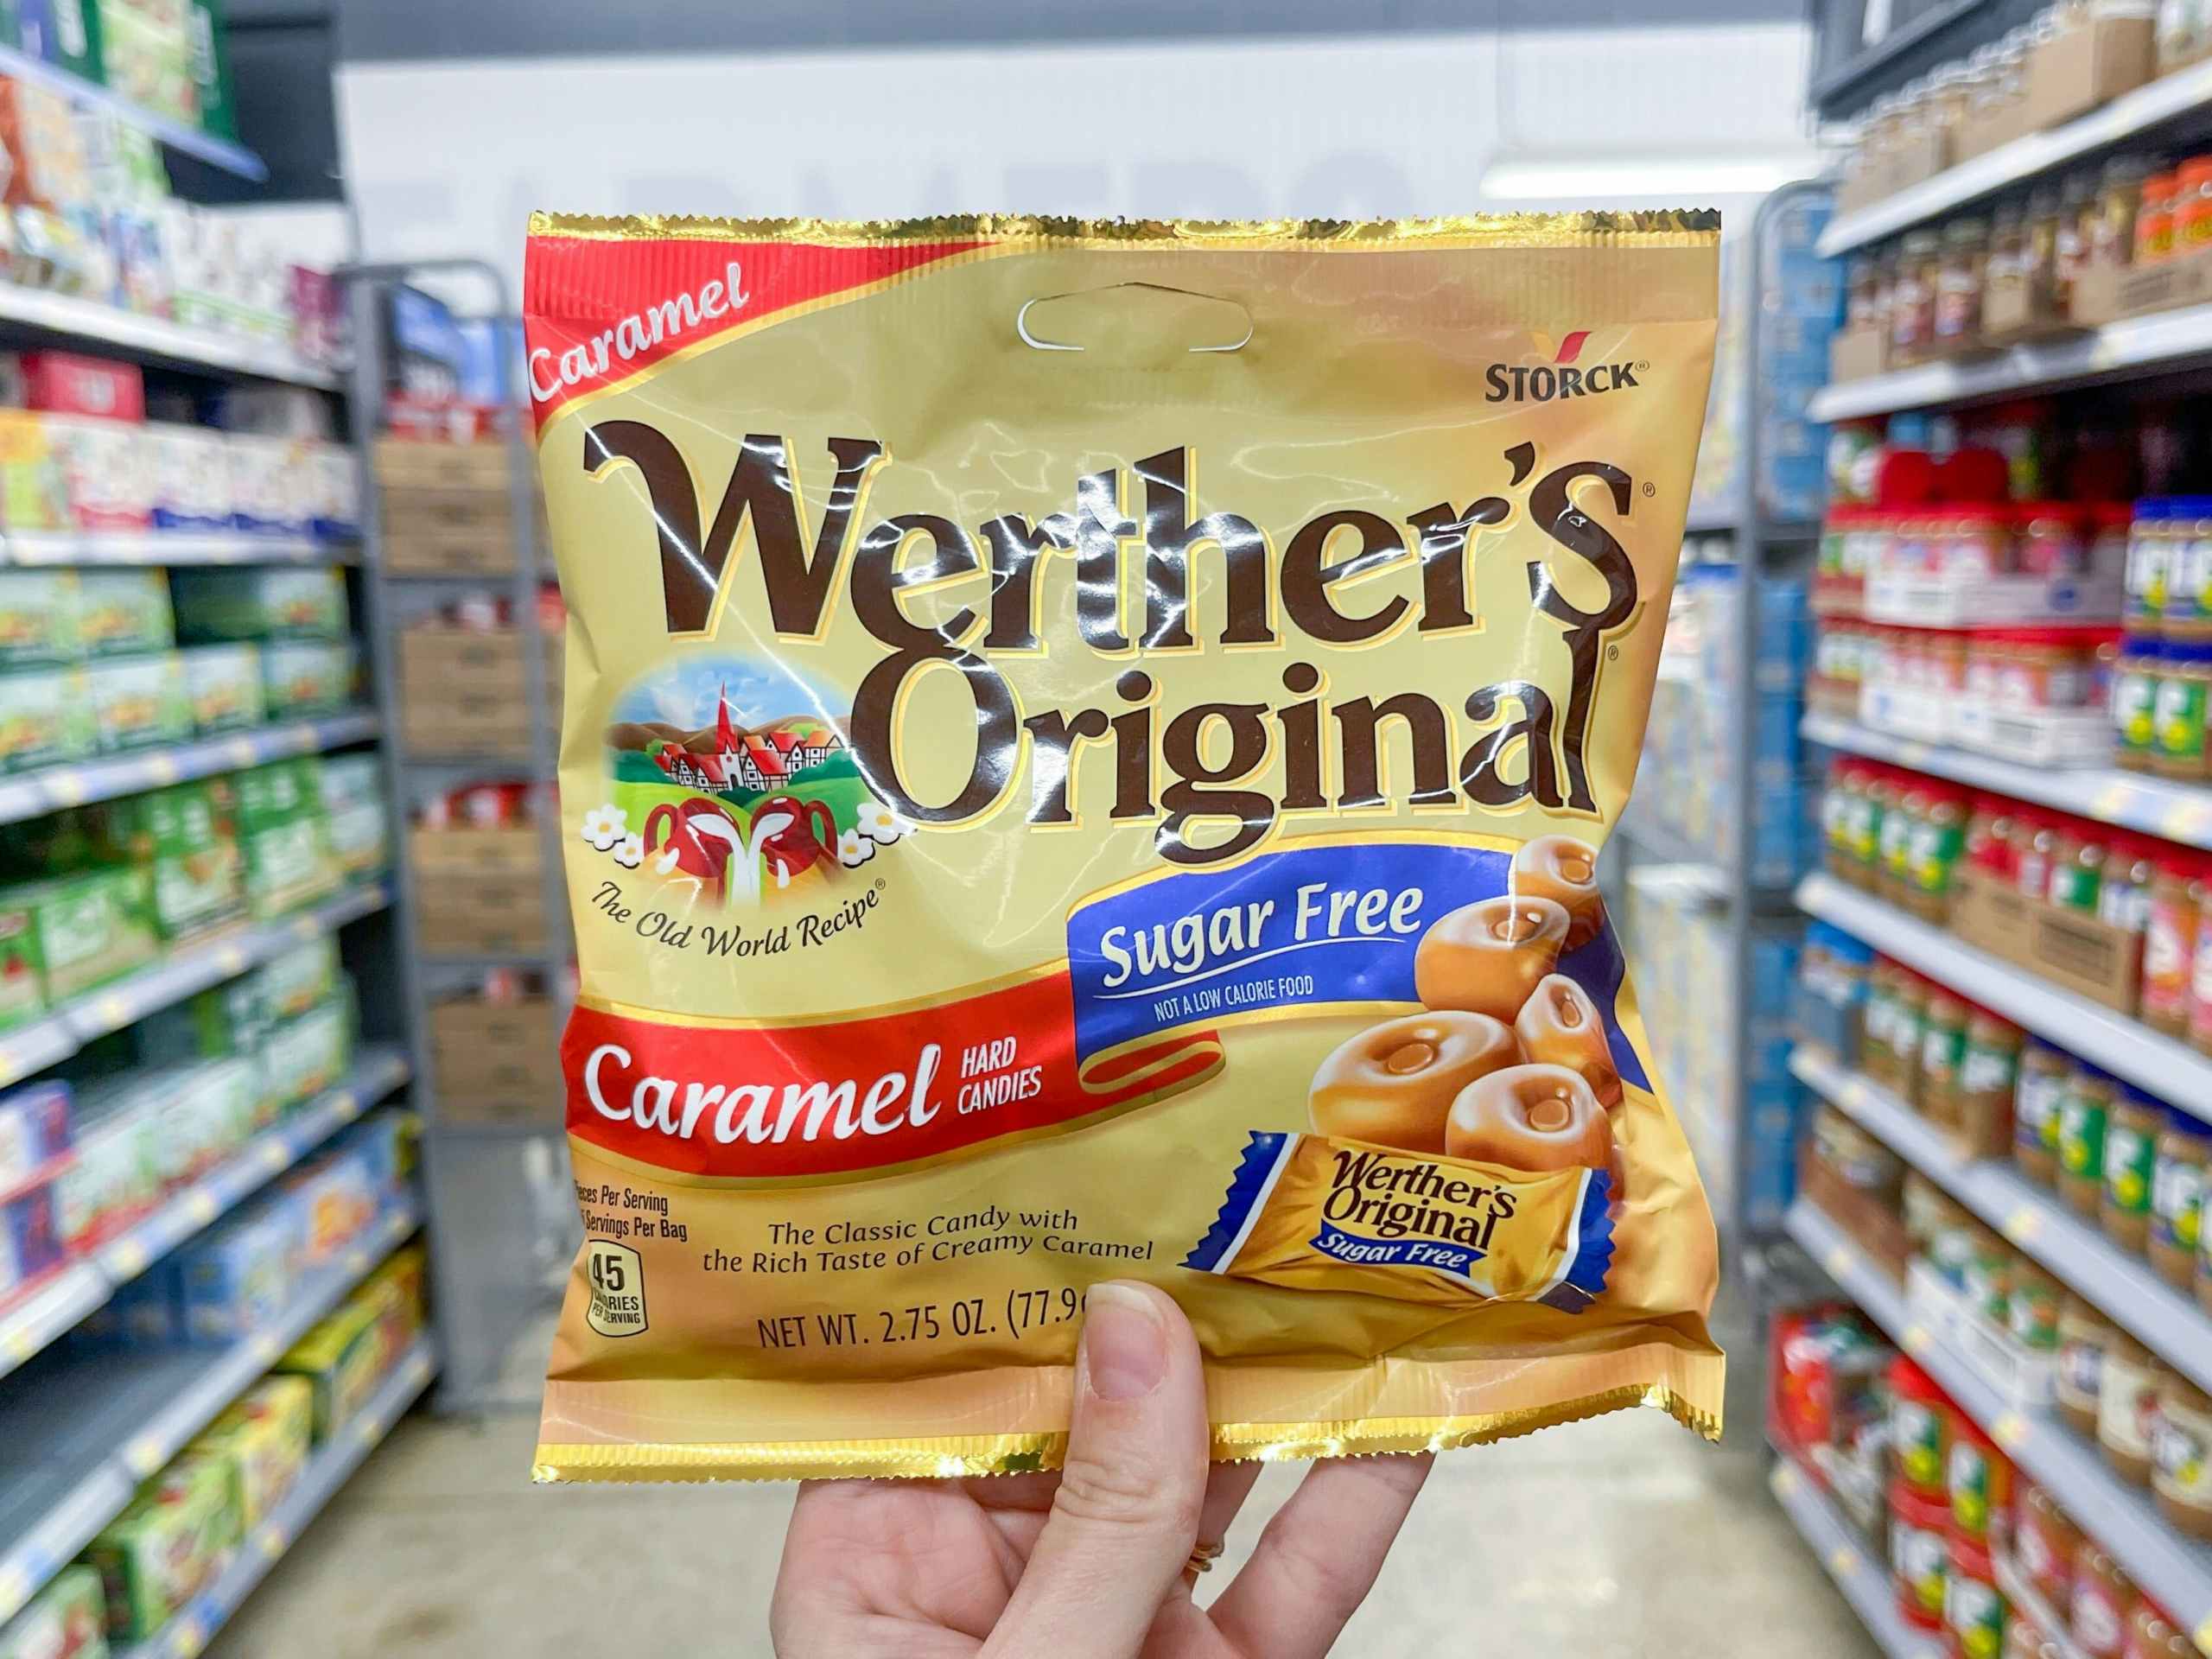 Caramel
STORCK®
Werther's®
Original®
The Old World Recipe®
Sugar Free
NOT A LOW CALORIE FOOD
Caramel
HARD
CANDIES
Per Serving
Servings Per Bag
45
PER SERVING
The Classic Candy with
the Rich Taste of Creamy Caramel
NET WT. 2.75 OZ. (77.9
Werther's
Original
Sugar Free